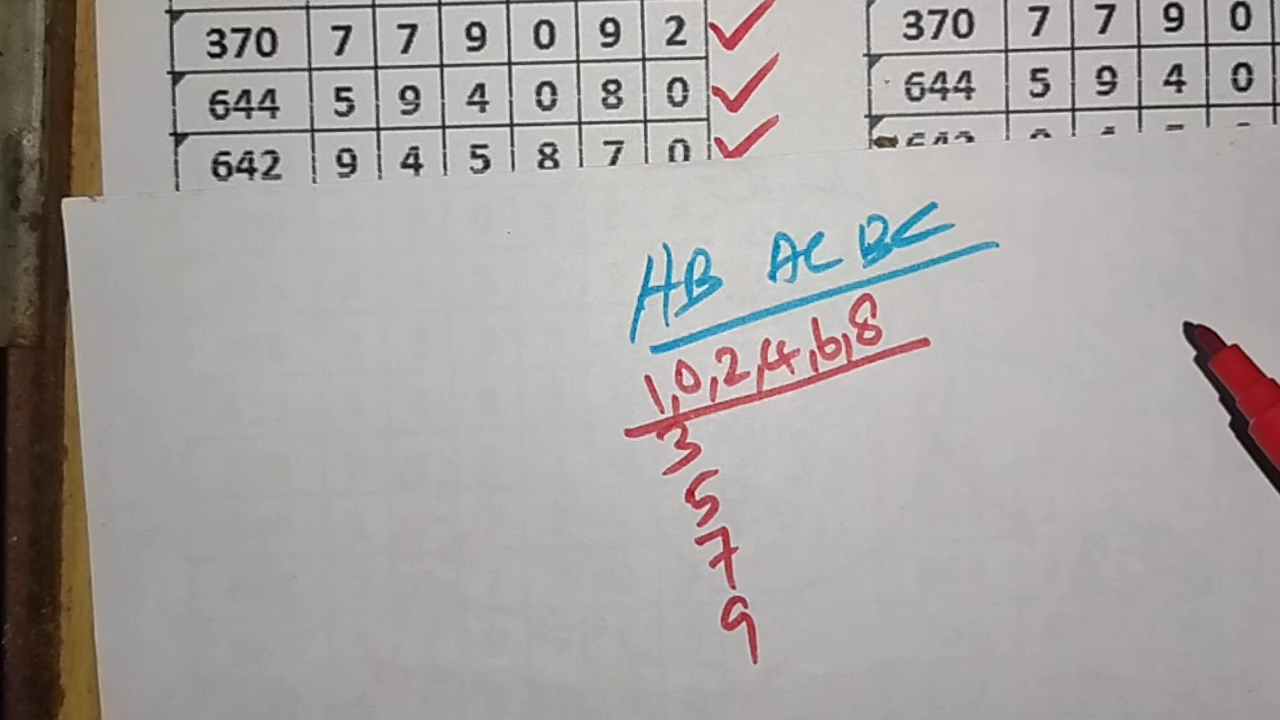 370 7 7 9 0 9 2
644 5 9 4 0 8 0
642 9 4 5 8 7 0
370 7 7 9 0
644 5 9 4 0
AB AC BC
1,0,2,4,6,8
3
5
7
9